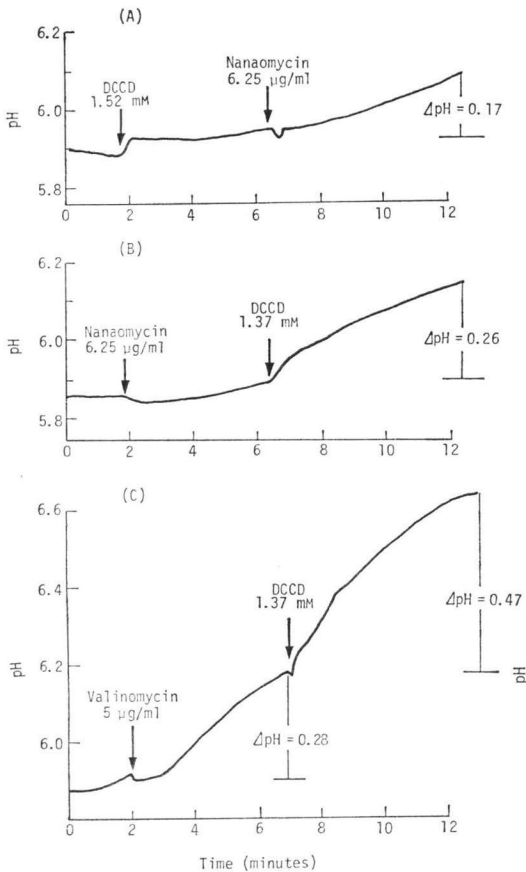 (A)
6.2
Nanaomycin
6.25 μg/ml
DCCD
1.52 mM
pH
6.0
ΔpH = 0.17
5.8
0 2 4 6 8 10 12
(B)
6.2
DCCD
1.37 mM
Nanaomycin
6.25 μg/ml
pH
6.0
ΔpH = 0.26
5.8
0 2 4 6 8 10 12
(C)
6.6
6.4
DCCD
1.37 mM
ΔpH = 0.47
pH
6.2
pH
Valinomycin
5 μg/ml
6.0
ΔpH = 0.28
0 2 4 6 8 10 12
Time (minutes)